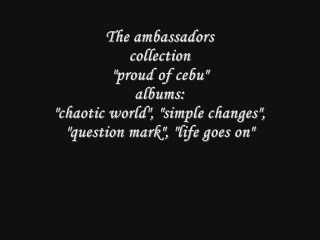 The ambassadors
collection
"proud of cebu"
albums:
"chaotic world", "simple changes",
"question mark", "life goes on"